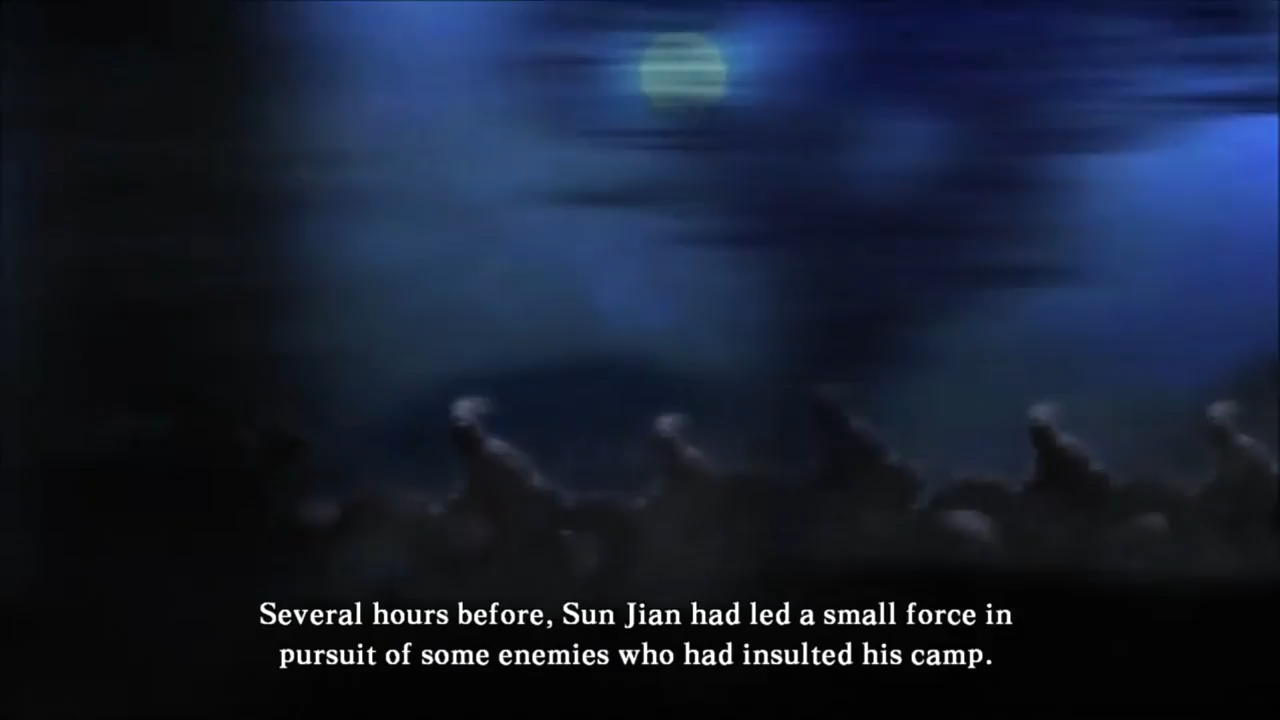 Several hours before, Sun Jian had led a small force in
pursuit of some enemies who had insulted his camp.